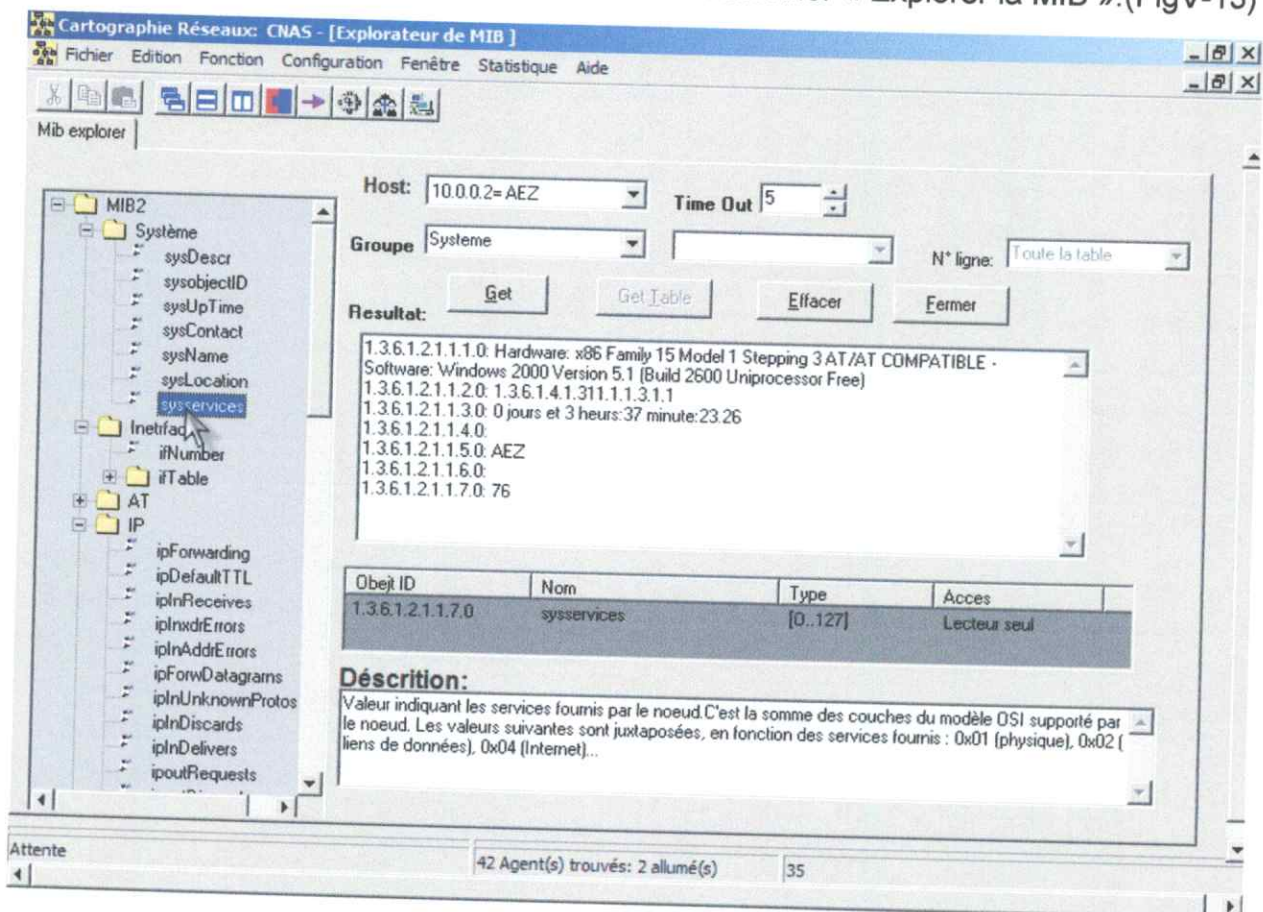 « Explorer la MIB ».(FigV-13)
Cartographie Réseaux: CNAS - [Explorateur de MIB ]
Fichier Edition Fonction Configuration Fenêtre Statistique Aide
Mib explorer
MIB2
Système
sysDescr
sysobjectID
sysUpTime
sysContact
sysName
sysLocation
sysservices
ifNumber
ifTable
AT
IP
ipForwarding
ipDefaultTTL
ipInReceives
ipInxdrErrors
ipInAddrErrors
ipForwDatagrams
ipInUnknownProtos
ipInDiscards
ipInDelivers
ipoutRequests
Host: 10.0.0.2= AEZ
Time Out 5
Groupe Systeme
N° ligne: Toute la table
Get Get Table Effacer Fermer
Resultat:
1.3.6.1.2.1.1.1.0: Hardware: x86 Family 15 Model 1 Stepping 3 AT/AT COMPATIBLE -
Software: Windows 2000 Version 5.1 (Build 2600 Uniprocessor Free)
1.3.6.1.2.1.1.2.0: 1.3.6.1.4.1.311.1.1.3.1.1
1.3.6.1.2.1.1.3.0: 0 jours et 3 heurs:37 minute:23.26
1.3.6.1.2.1.1.4.0:
1.3.6.1.2.1.1.5.0: AEZ
1.3.6.1.2.1.1.6.0:
1.3.6.1.2.1.1.7.0: 76
Obejt ID Nom Type Acces
1.3.6.1.2.1.1.7.0 sysservices [0..127] Lecteur seul
Déscrition:
Valeur indiquant les services fournis par le noeud.C'est la somme des couches du modèle OSI supporté par
le noeud. Les valeurs suivantes sont juxtaposées, en fonction des services fournis : 0x01 (physique), 0x02 (
liens de données), 0x04 (Internet)...
Attente
42 Agent(s) trouvés: 2 allumé(s)
35